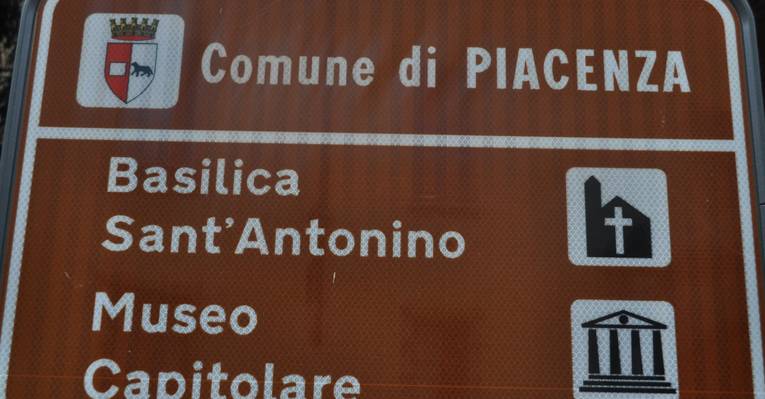 Comune di PIACENZA
Basilica
Sant'Antonino
Museo
Capitolare